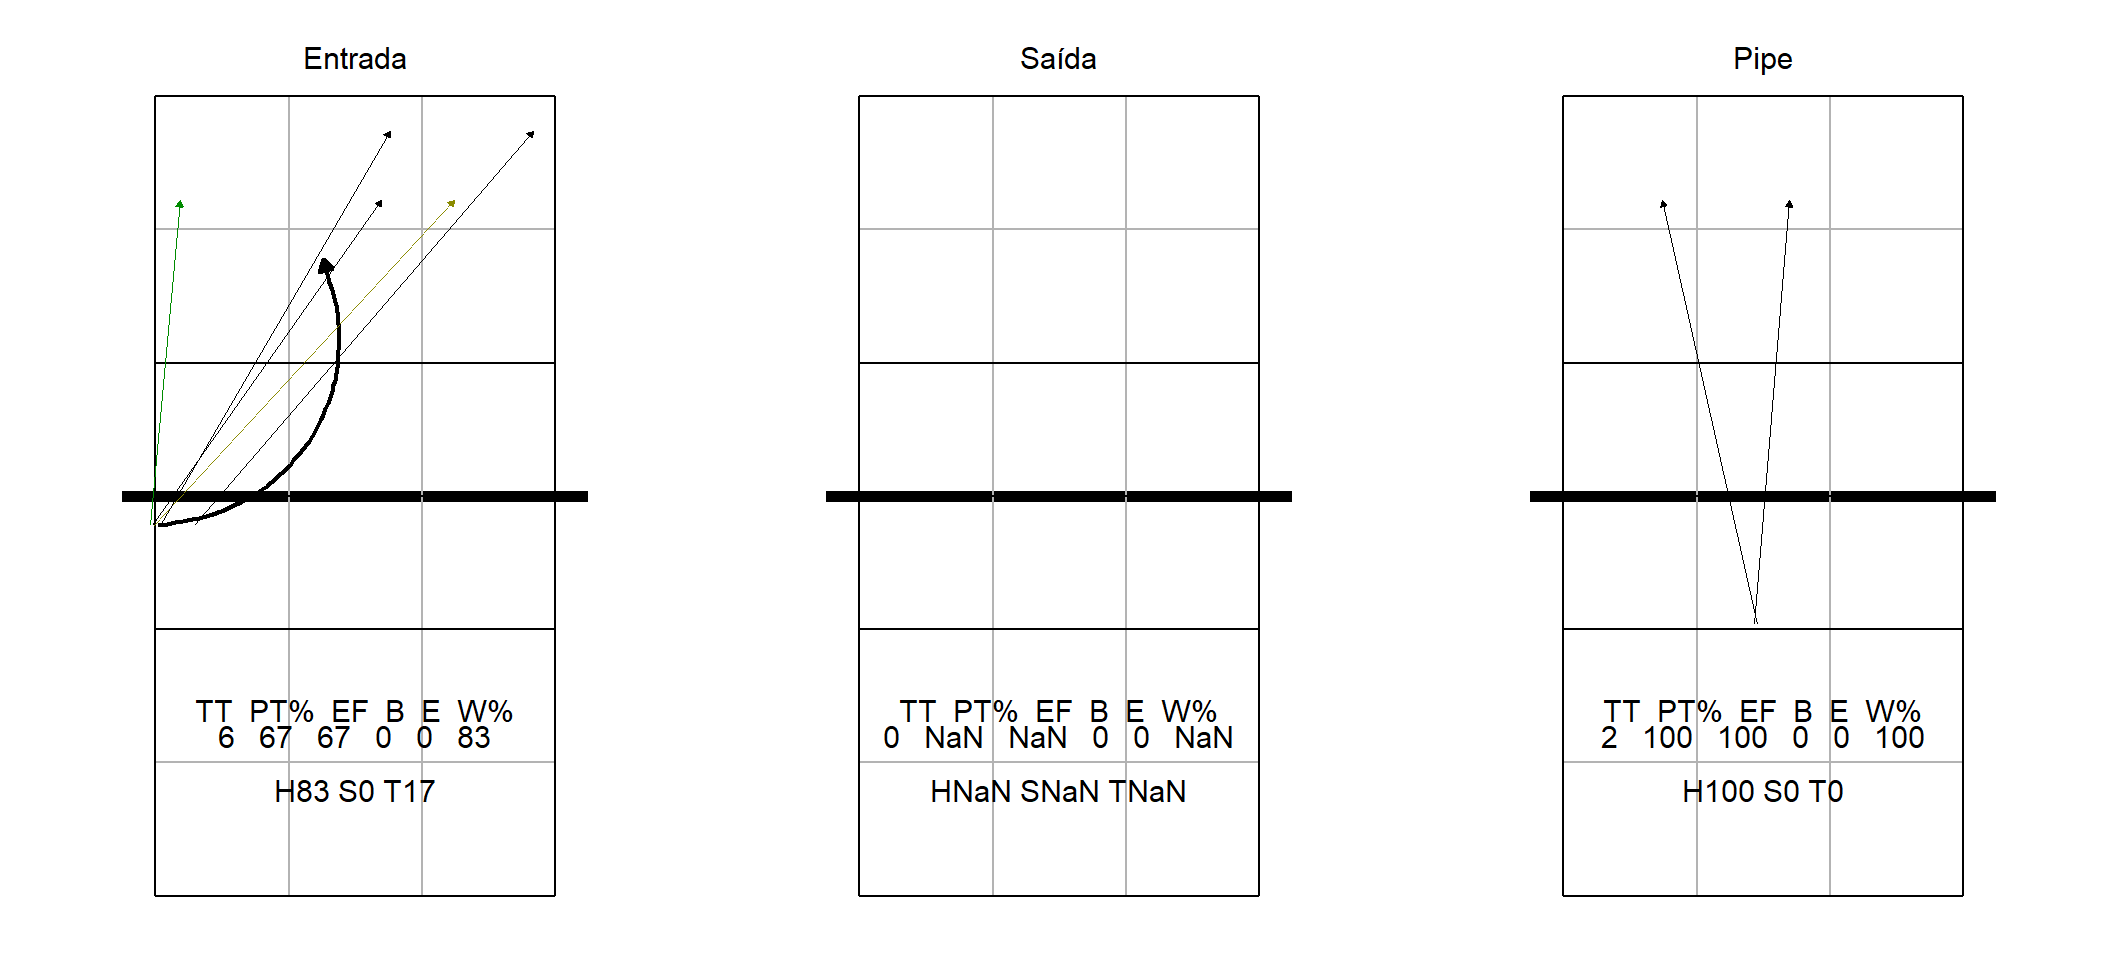 Entrada
TT PT% EF B E W%
6 67 67 0 0 83
H83 S0 T17
Saída
TT PT% EF B E W%
0 NaN NaN 0 0 NaN
HNaN SNaN TNaN
Pipe
TT PT% EF B E W%
2 100 100 0 0 100
H100 S0 T0